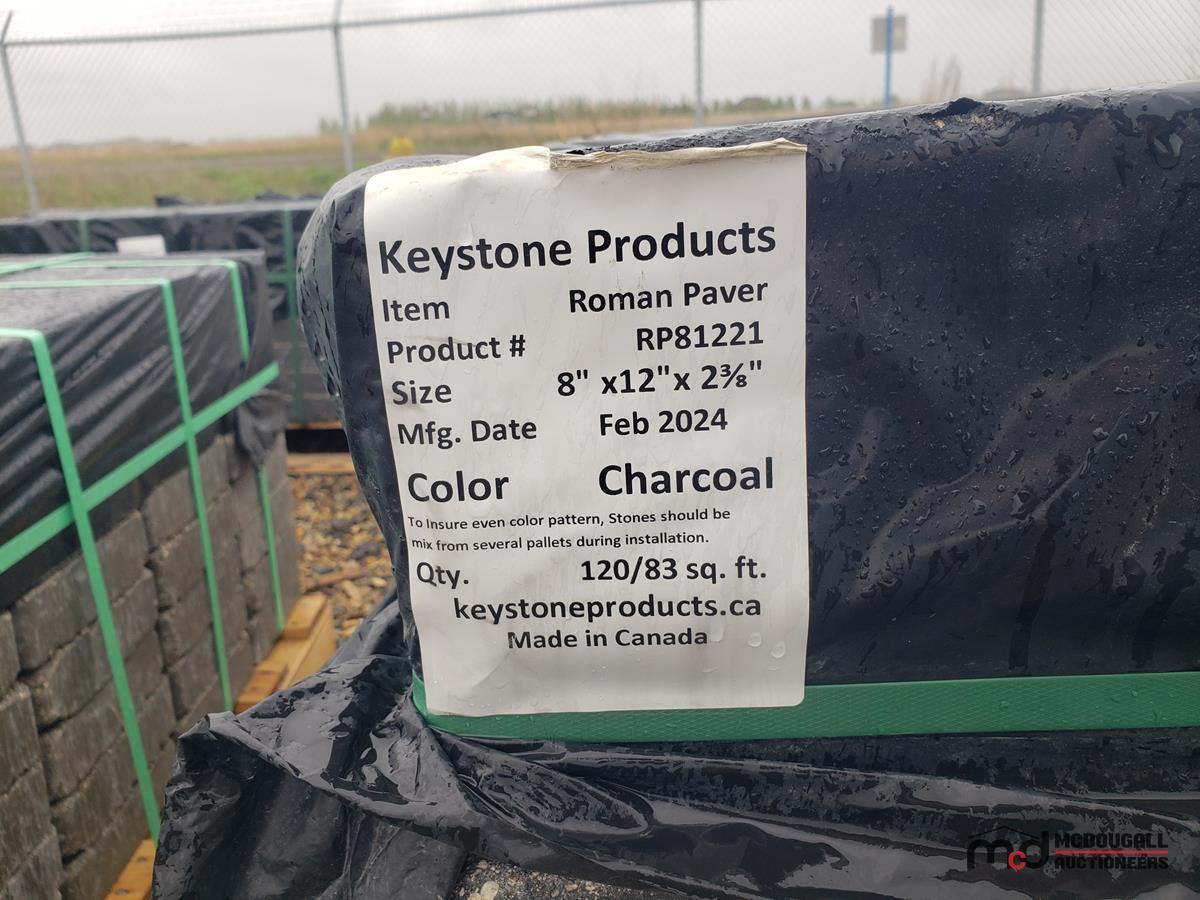 Keystone Products
Item Roman Paver
Product # RP81221
Size 8" x12"x 2⅜"
Mfg. Date Feb 2024
Color Charcoal
To Insure even color pattern, Stones should be
mix from several pallets during installation.
Qty. 120/83 sq. ft.
keystoneproducts.ca
Made in Canada
mcd MCDOUGALL
AUCTIONEERS